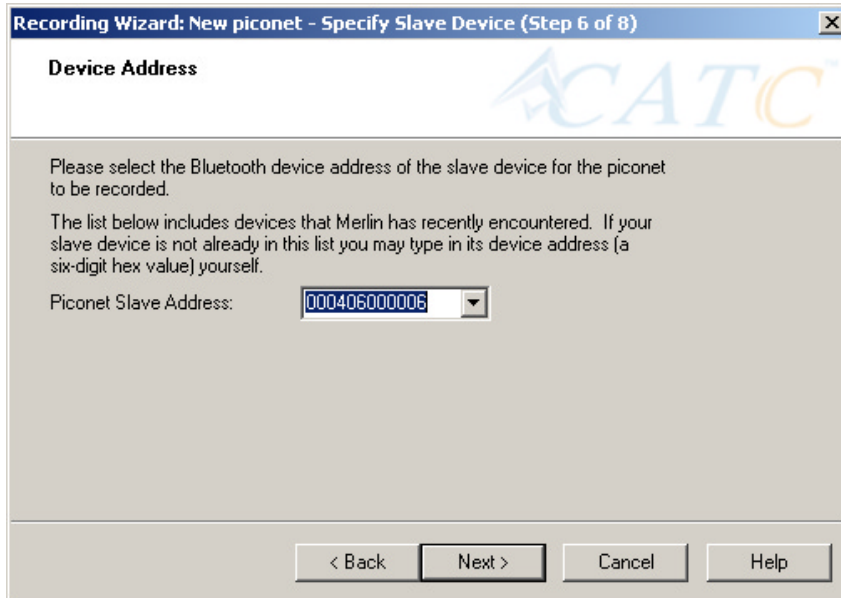 Recording Wizard: New piconet - Specify Slave Device (Step 6 of 8)
Device Address
CATC™
Please select the Bluetooth device address of the slave device for the piconet
to be recorded.
The list below includes devices that Merlin has recently encountered. If your
slave device is not already in this list you may type in its device address (a
six-digit hex value) yourself.
Piconet Slave Address: 000406000006
< Back Next > Cancel Help